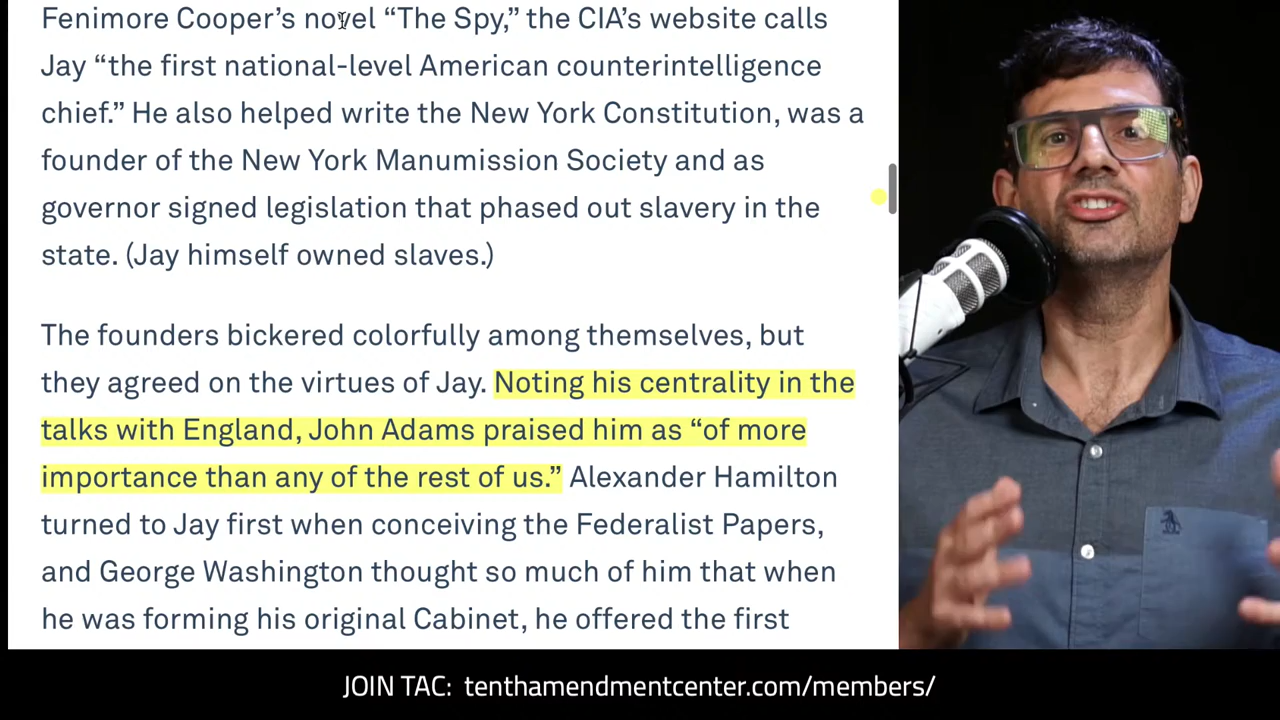 Fenimore Cooper’s novel “The Spy,” the CIA’s website calls
Jay “the first national-level American counterintelligence
chief.” He also helped write the New York Constitution, was a
founder of the New York Manumission Society and as
governor signed legislation that phased out slavery in the
state. (Jay himself owned slaves.)
The founders bickered colorfully among themselves, but
they agreed on the virtues of Jay. Noting his centrality in the
talks with England, John Adams praised him as “of more
importance than any of the rest of us.” Alexander Hamilton
turned to Jay first when conceiving the Federalist Papers,
and George Washington thought so much of him that when
he was forming his original Cabinet, he offered the first
JOIN TAC: tenthamendmentcenter.com/members/